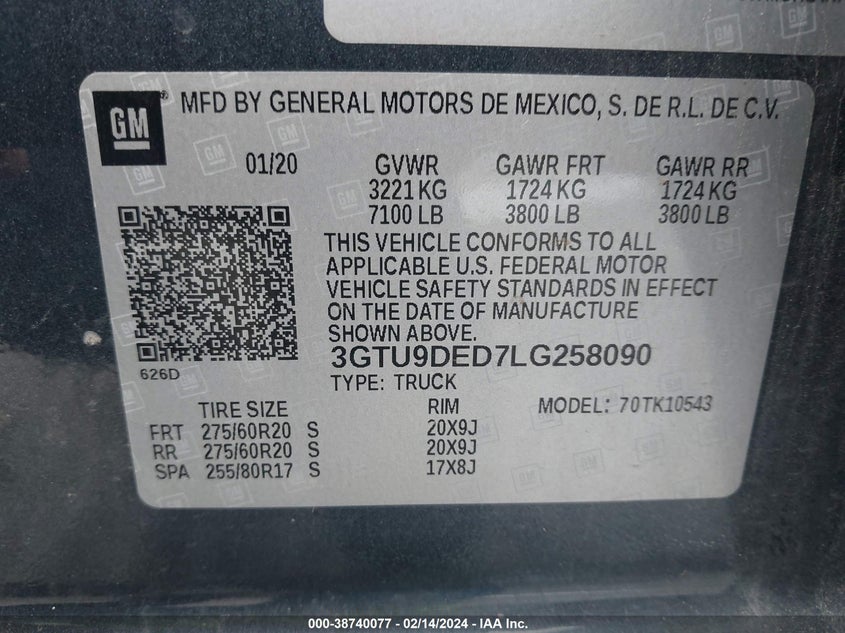 GM
MFD BY GENERAL MOTORS DE MEXICO, S. DE R.L. DE C.V.
01/20 GVWR GAWR FRT GAWR RR
3221 KG 1724 KG 1724 KG
7100 LB 3800 LB 3800 LB
THIS VEHICLE CONFORMS TO ALL
APPLICABLE U.S. FEDERAL MOTOR
VEHICLE SAFETY STANDARDS IN EFFECT
ON THE DATE OF MANUFACTURE
SHOWN ABOVE.
3GTU9DED7LG258090
626D
TYPE: TRUCK
TIRE SIZE RIM MODEL: 70TK10543
FRT 275/60R20 S 20X9J
RR 275/60R20 S 20X9J
SPA 255/80R17 S 17X8J
000-38740077 - 02/14/2024 - IAA Inc.